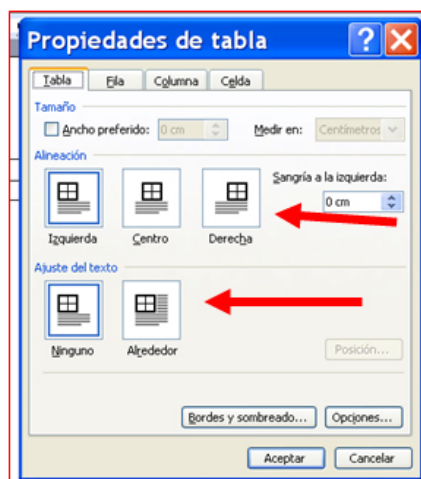 Propiedades de tabla
Tabla Fila Columna Celda
Tamaño
Ancho preferido: 0 cm Medir en: Centímetros
Alineación
Sangría a la izquierda:
0 cm
Izquierda Centro Derecha
Ajuste del texto
Ninguno Alrededor
Posición...
Bordes y sombreado... Opciones...
Aceptar Cancelar